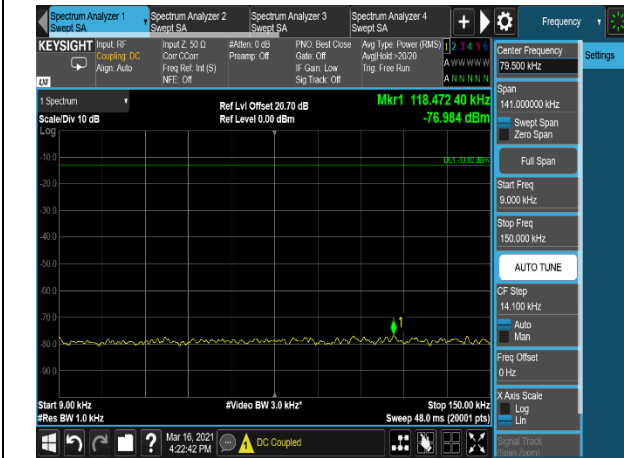 Spectrum Analyzer 1
Swept SA
Spectrum Analyzer 2
Swept SA
Spectrum Analyzer 3
Swept SA
Spectrum Analyzer 4
Swept SA
Frequency
KEYSIGHT
Input: RF
Coupling: DC
Align: Auto
Input Z: 50 Ω
Corr CCorr
Freq Ref: Int (S)
NFE: Off
#Atten: 0 dB
Preamp: Off
PNO: Best Close
Gate: Off
IF Gain: Low
Sig Track: Off
Avg Type: Power (RMS)
Avg|Hold:>20/20
Trig: Free Run
1 2 3 4 5 6
A W W W W W
A N N N N N
LXI
1 Spectrum
Scale/Div 10 dB
Log
Ref Lvl Offset 20.70 dB
Ref Level 0.00 dBm
Mkr1 118.472 40 kHz
-76.984 dBm
DL1 -13.00 dBm
-10.0
-20.0
-30.0
-40.0
-50.0
-60.0
-70.0
-80.0
-90.0
1
Start 9.00 kHz
#Res BW 1.0 kHz
#Video BW 3.0 kHz*
Stop 150.00 kHz
Sweep 48.0 ms (20001 pts)
Mar 16, 2021
4:22:42 PM
DC Coupled
Center Frequency
79.500 kHz
Settings
Span
141.000000 kHz
Swept Span
Zero Span
Full Span
Start Freq
9.000 kHz
Stop Freq
150.000 kHz
AUTO TUNE
CF Step
14.100 kHz
Auto
Man
Freq Offset
0 Hz
X Axis Scale
Log
Lin
Signal Track
(Span Zoom)